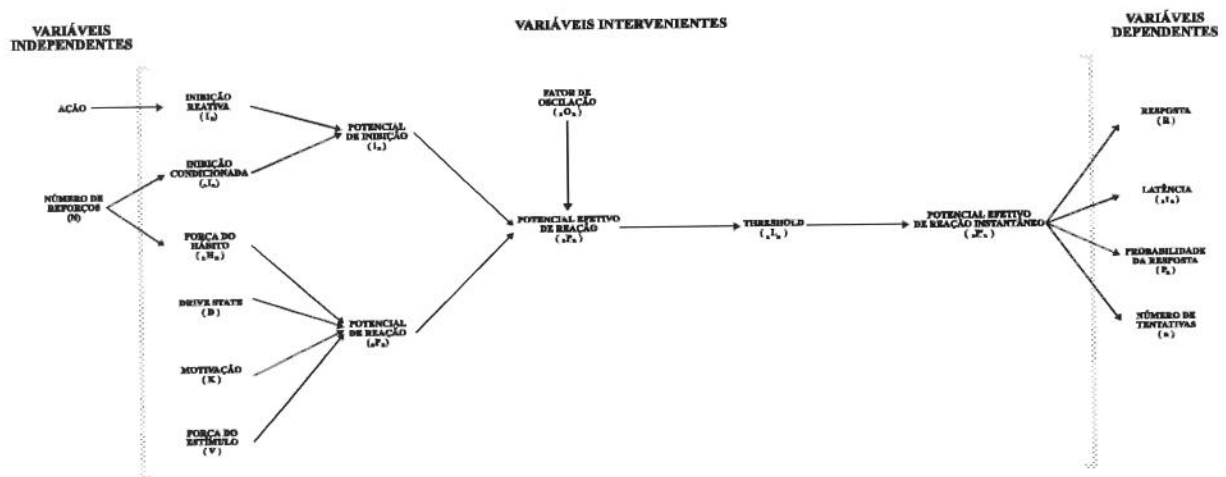 VARIÁVEIS
INDEPENDENTES
VARIÁVEIS INTERVENIENTES
VARIÁVEIS
DEPENDENTES
AÇÃO
NÚMERO DE
REFORÇOS
(N)
INIBIÇÃO
REATIVA
INIBIÇÃO
CONDICIONADA
FORÇA DO
HÁBITO
DRIVE STATE
( D )
MOTIVAÇÃO
( K )
FORÇA DO
ESTÍMULO
( V )
POTENCIAL
DE INIBIÇÃO
POTENCIAL
DE REAÇÃO
FATOR DE
OSCILAÇÃO
POTENCIAL EFETIVO
DE REAÇÃO
THRESHOLD
POTENCIAL EFETIVO
DE REAÇÃO INSTANTÂNEO
RESPOSTA
( R )
LATÊNCIA
PROBABILIDADE
DA RESPOSTA
NÚMERO DE
TENTATIVAS